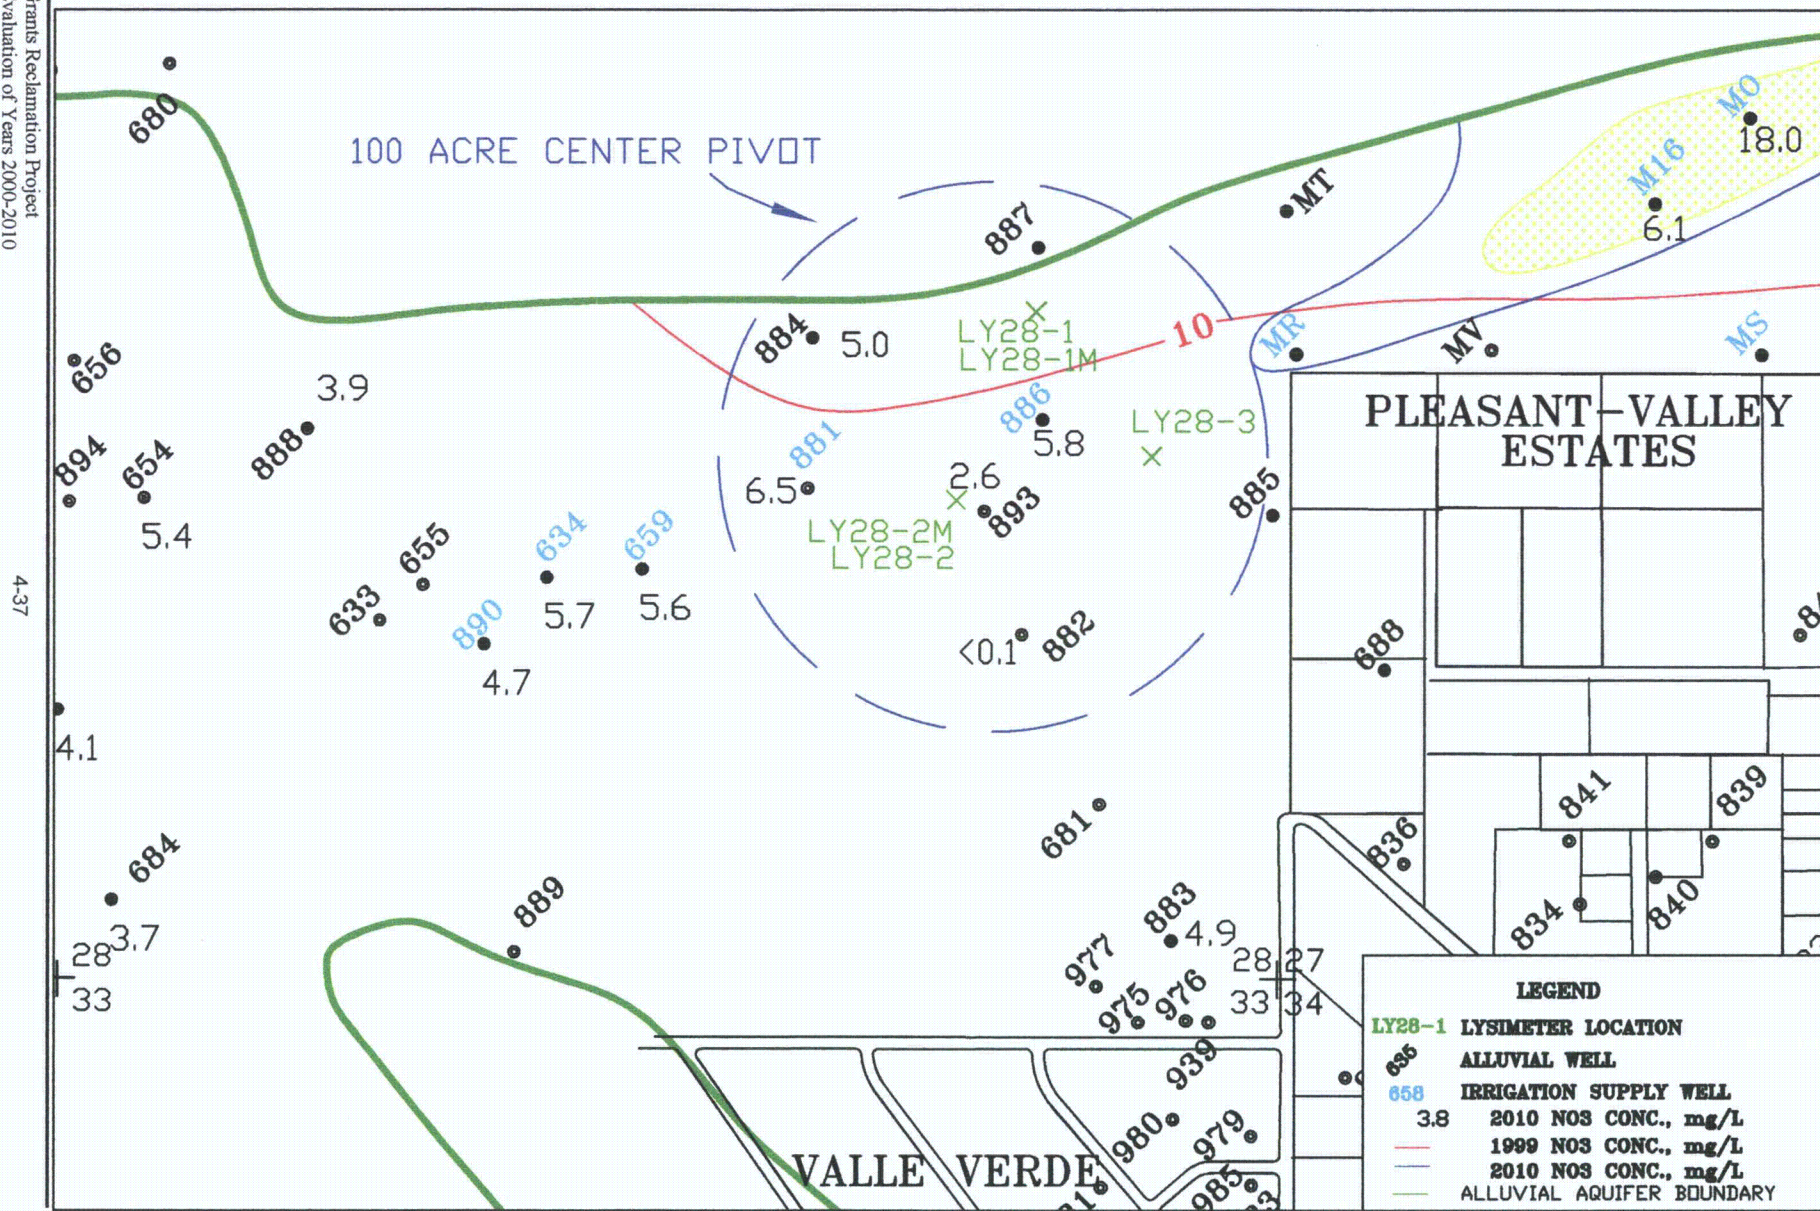 Grants Reclamation Project
Evaluation of Years 2000-2010
4-37
680
100 ACRE CENTER PIVOT
887
MT
MO
18.0
M16
6.1
884
5.0
LY28-1
LY28-1M
10
MR
MV
MS
656
3.9
888
894
654
5.4
881
6.5
886
5.8
LY28-3
2.6
893
885
LY28-2M
LY28-2
PLEASANT-VALLEY
ESTATES
655
633
634
5.7
659
5.6
890
4.7
<0.1
882
688
4.1
681
841
839
836
834
840
684
3.7
889
883
4.9
977
975
976
939
28
33
28 27
33 34
980
979
985
VALLE VERDE
LEGEND
LY28-1 LYSIMETER LOCATION
635 ALLUVIAL WELL
658 IRRIGATION SUPPLY WELL
3.8 2010 NO3 CONC., mg/L
1999 NO3 CONC., mg/L
2010 NO3 CONC., mg/L
ALLUVIAL AQUIFER BOUNDARY